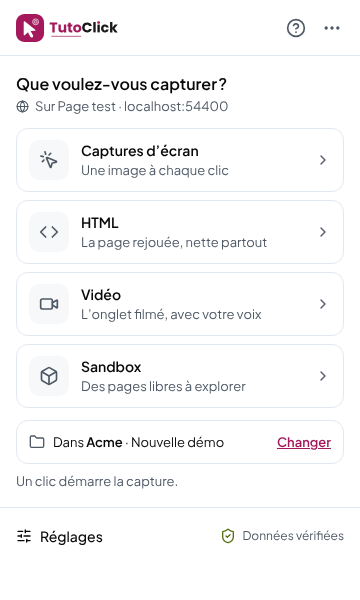 TutoClick
Que voulez-vous capturer ?
Sur Page test · localhost:54400
Captures d’écran
Une image à chaque clic
HTML
La page rejouée, nette partout
Vidéo
L’onglet filmé, avec votre voix
Sandbox
Des pages libres à explorer
Dans Acme · Nouvelle démo Changer
Un clic démarre la capture.
Réglages Données vérifiées